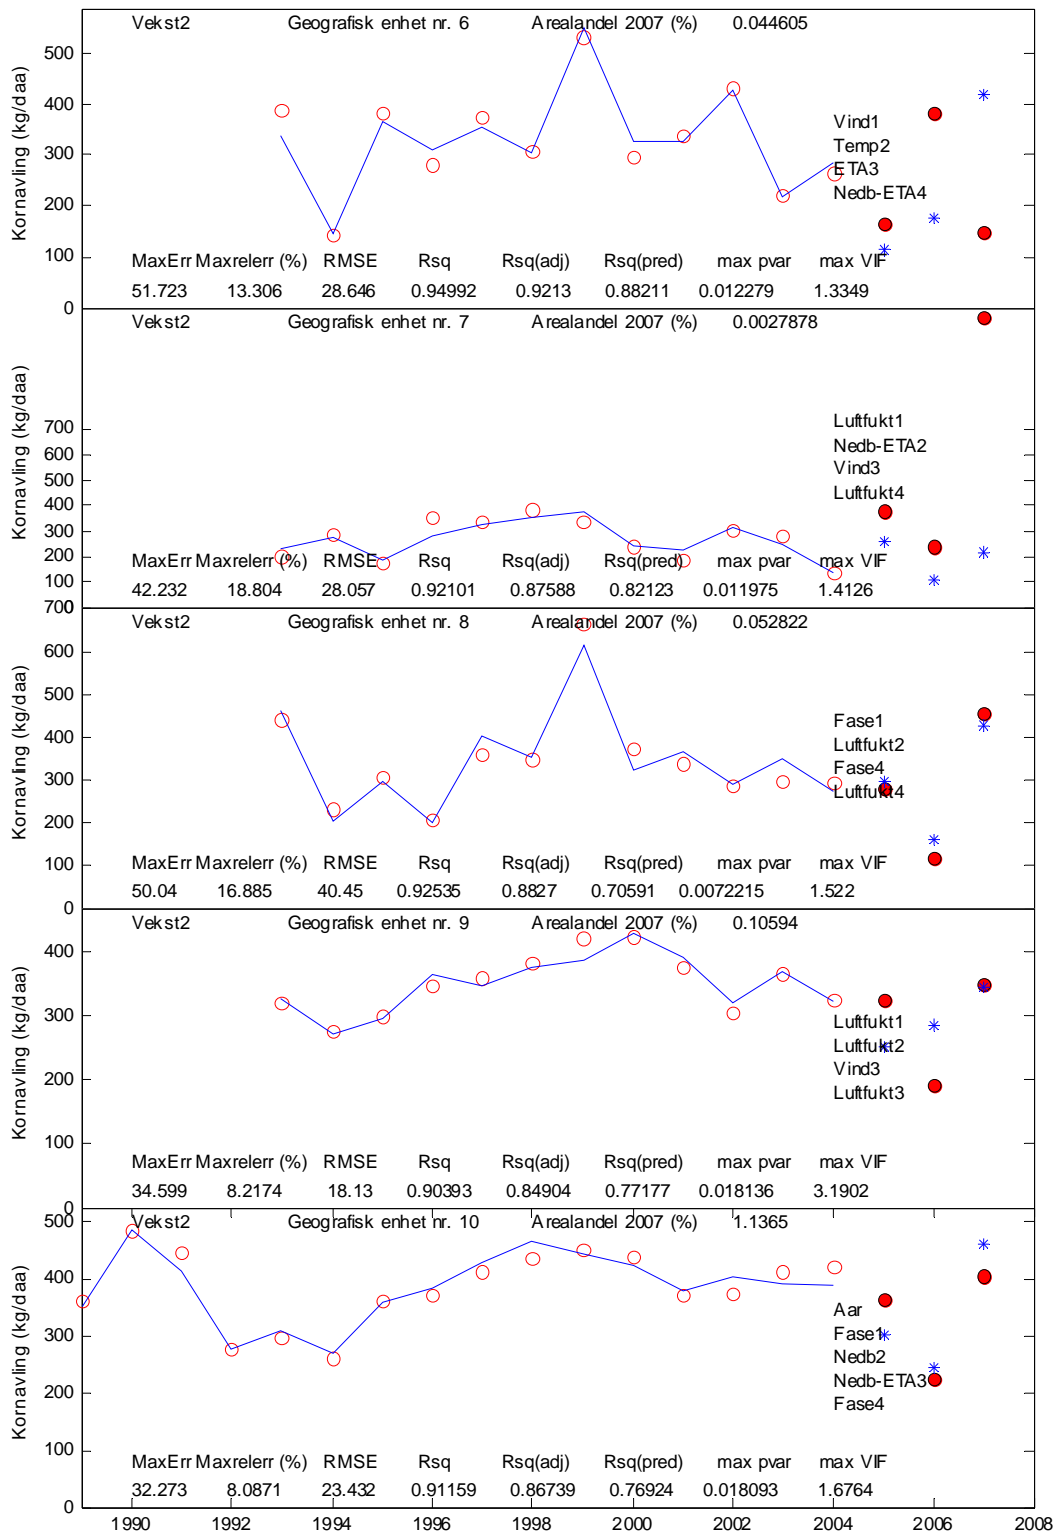 Vekst2 Geografisk enhet nr. 6 Arealandel 2007 (%) 0.044605
500
400
300
200
100
0
Kornavling (kg/daa)
Vind1
Temp2
ETA3
Nedb-ETA4
MaxErr Maxrelerr (%) RMSE Rsq Rsq(adj) Rsq(pred) max pvar max VIF
51.723 13.306 28.646 0.94992 0.9213 0.88211 0.012279 1.3349
Vekst2 Geografisk enhet nr. 7 Arealandel 2007 (%) 0.0027878
700
600
500
400
300
200
100
0
Kornavling (kg/daa)
Luftfukt1
Nedb-ETA2
Vind3
Luftfukt4
MaxErr Maxrelerr (%) RMSE Rsq Rsq(adj) Rsq(pred) max pvar max VIF
42.232 18.804 28.057 0.92101 0.87588 0.82123 0.011975 1.4126
Vekst2 Geografisk enhet nr. 8 Arealandel 2007 (%) 0.052822
700
600
500
400
300
200
100
0
Kornavling (kg/daa)
Fase1
Luftfukt2
Fase4
Luftfukt4
MaxErr Maxrelerr (%) RMSE Rsq Rsq(adj) Rsq(pred) max pvar max VIF
50.04 16.885 40.45 0.92535 0.8827 0.70591 0.0072215 1.522
Vekst2 Geografisk enhet nr. 9 Arealandel 2007 (%) 0.10594
400
300
200
100
0
Kornavling (kg/daa)
Luftfukt1
Luftfukt2
Vind3
Luftfukt3
MaxErr Maxrelerr (%) RMSE Rsq Rsq(adj) Rsq(pred) max pvar max VIF
34.599 8.2174 18.13 0.90393 0.84904 0.77177 0.018136 3.1902
Vekst2 Geografisk enhet nr. 10 Arealandel 2007 (%) 1.1365
500
400
300
200
100
0
Kornavling (kg/daa)
Aar
Fase1
Nedb2
Nedb-ETA3
Fase4
MaxErr Maxrelerr (%) RMSE Rsq Rsq(adj) Rsq(pred) max pvar max VIF
32.273 8.0871 23.432 0.91159 0.86739 0.76924 0.018093 1.6764
1990 1992 1994 1996 1998 2000 2002 2004 2006 2008